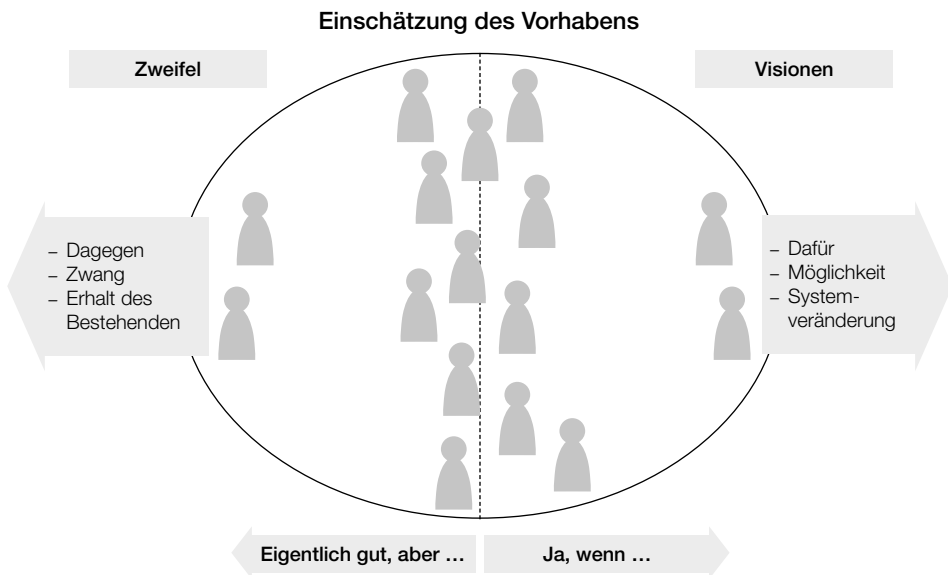 Einschätzung des Vorhabens
Zweifel
Visionen
– Dagegen
– Zwang
– Erhalt des
Bestehenden
– Dafür
– Möglichkeit
– System-
veränderung
Eigentlich gut, aber …
Ja, wenn …